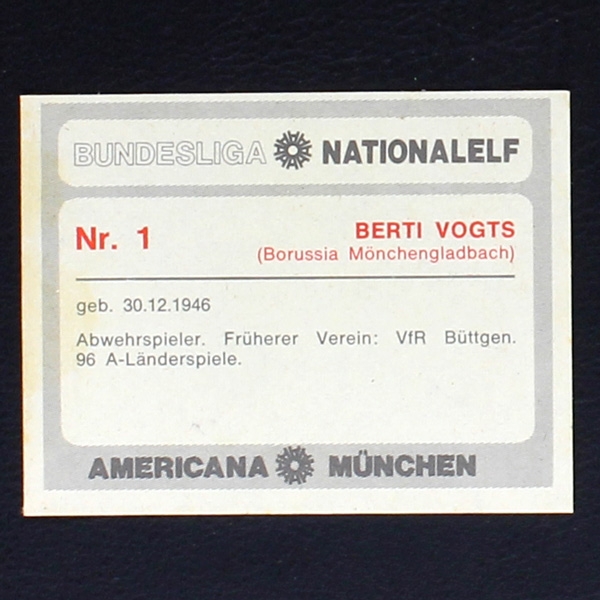 BUNDESLIGA NATIONALELF
Nr. 1 BERTI VOGTS
(Borussia Mönchengladbach)
geb. 30.12.1946
Abwehrspieler. Früherer Verein: VfR Büttgen.
96 A-Länderspiele.
AMERICANA MÜNCHEN